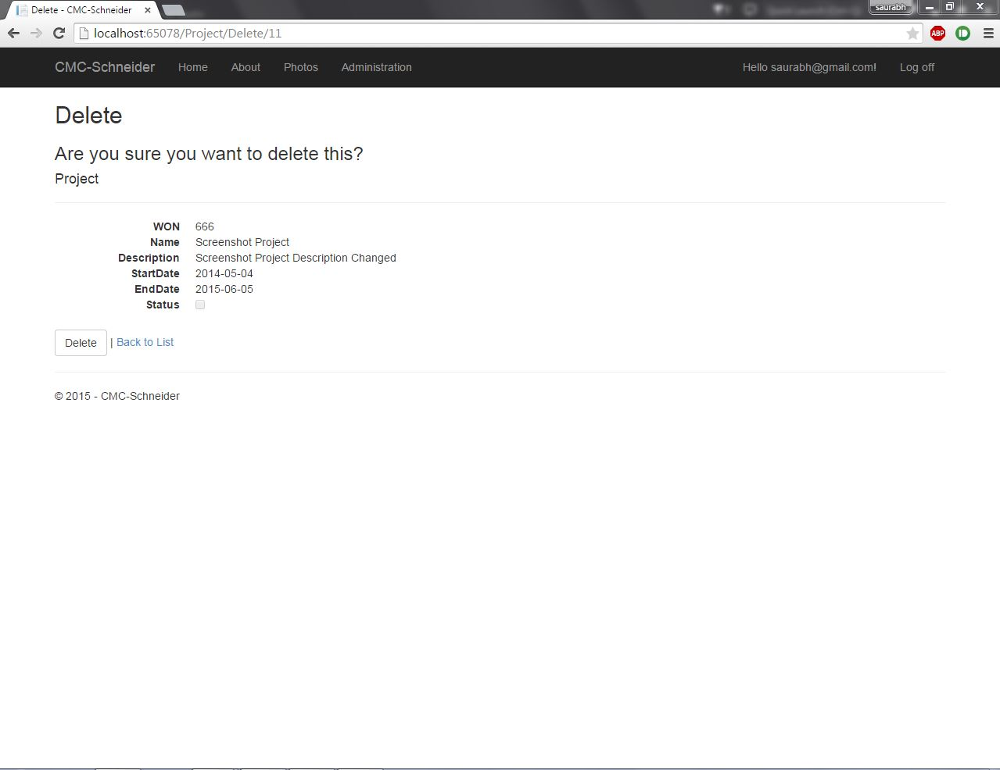 Delete - CMC-Schneider
saurabh
localhost:65078/Project/Delete/11
ABP
CMC-Schneider Home About Photos Administration Hello saurabh@gmail.com! Log off
Delete
Are you sure you want to delete this?
Project
WON 666
Name Screenshot Project
Description Screenshot Project Description Changed
StartDate 2014-05-04
EndDate 2015-06-05
Status
Delete | Back to List
© 2015 - CMC-Schneider